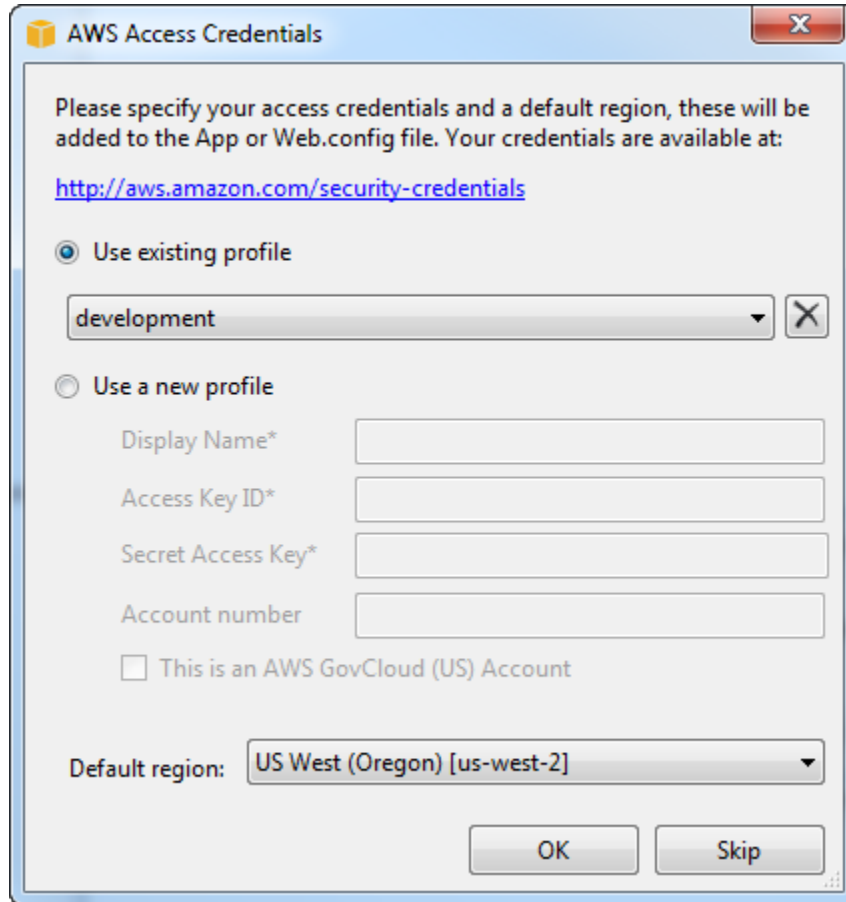 AWS Access Credentials
Please specify your access credentials and a default region, these will be
added to the App or Web.config file. Your credentials are available at:
http://aws.amazon.com/security-credentials
Use existing profile
development
Use a new profile
Display Name*
Access Key ID*
Secret Access Key*
Account number
This is an AWS GovCloud (US) Account
Default region: US West (Oregon) [us-west-2]
OK Skip